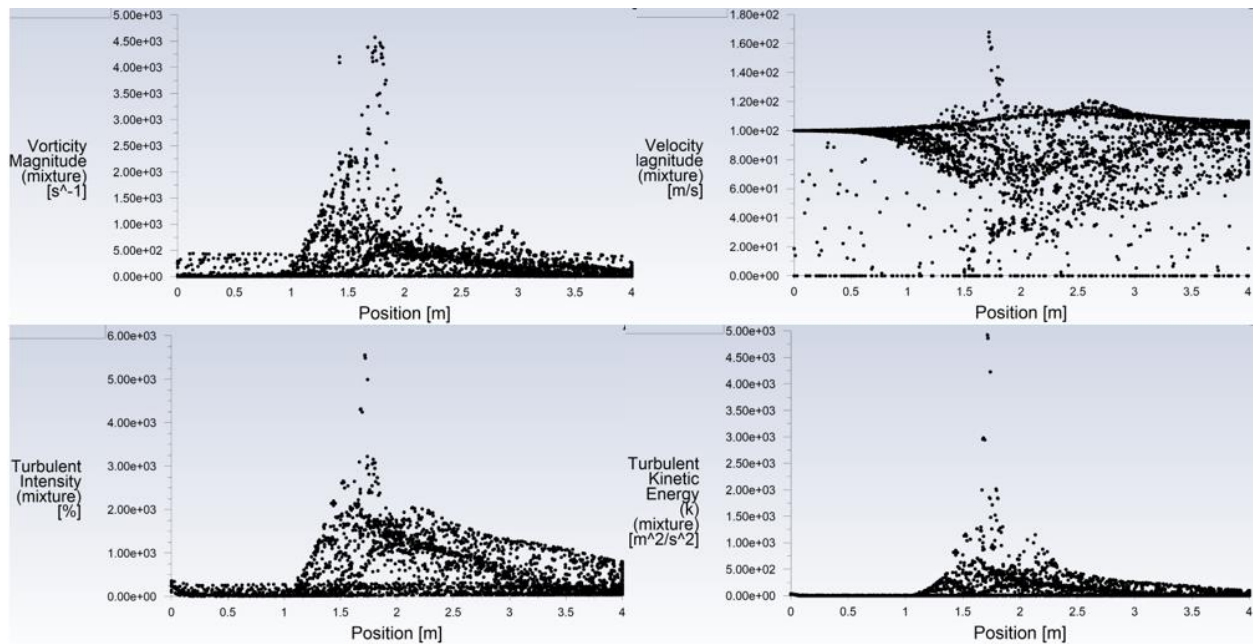 5.00e+03
4.50e+03
4.00e+03
3.50e+03
3.00e+03
2.50e+03
2.00e+03
1.50e+03
1.00e+03
5.00e+02
0.00e+00
Vorticity
Magnitude
(mixture)
[s^-1]
0 0.5 1 1.5 2 2.5 3 3.5 4
Position [m]
1.80e+02
1.60e+02
1.40e+02
1.20e+02
1.00e+02
8.00e+01
6.00e+01
4.00e+01
2.00e+01
0.00e+00
Velocity
lagnitude
(mixture)
[m/s]
0 0.5 1 1.5 2 2.5 3 3.5 4
Position [m]
6.00e+03
5.00e+03
4.00e+03
3.00e+03
2.00e+03
1.00e+03
0.00e+00
Turbulent
Intensity
(mixture)
[%]
0 0.5 1 1.5 2 2.5 3 3.5 4
Position [m]
5.00e+03
4.50e+03
4.00e+03
3.50e+03
3.00e+03
2.50e+03
2.00e+03
1.50e+03
1.00e+03
5.00e+02
0.00e+00
Turbulent
Kinetic
Energy
(k)
(mixture)
[m^2/s^2]
0 0.5 1 1.5 2 2.5 3 3.5 4
Position [m]